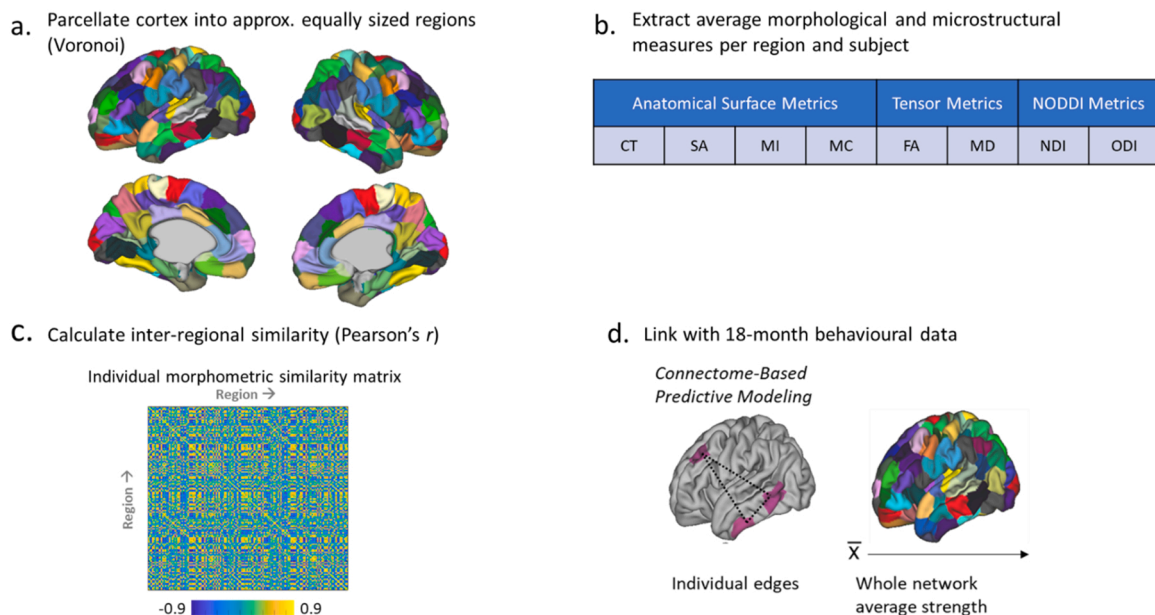 a. Parcellate cortex into approx. equally sized regions
(Voronoi)
b. Extract average morphological and microstructural
measures per region and subject
Anatomical Surface Metrics Tensor Metrics NODDI Metrics
CT SA MI MC FA MD NDI ODI
c. Calculate inter-regional similarity (Pearson's r)
Individual morphometric similarity matrix
Region →
Region →
-0.9 0.9
d. Link with 18-month behavioural data
Connectome-Based
Predictive Modeling
x̅
Individual edges
Whole network
average strength